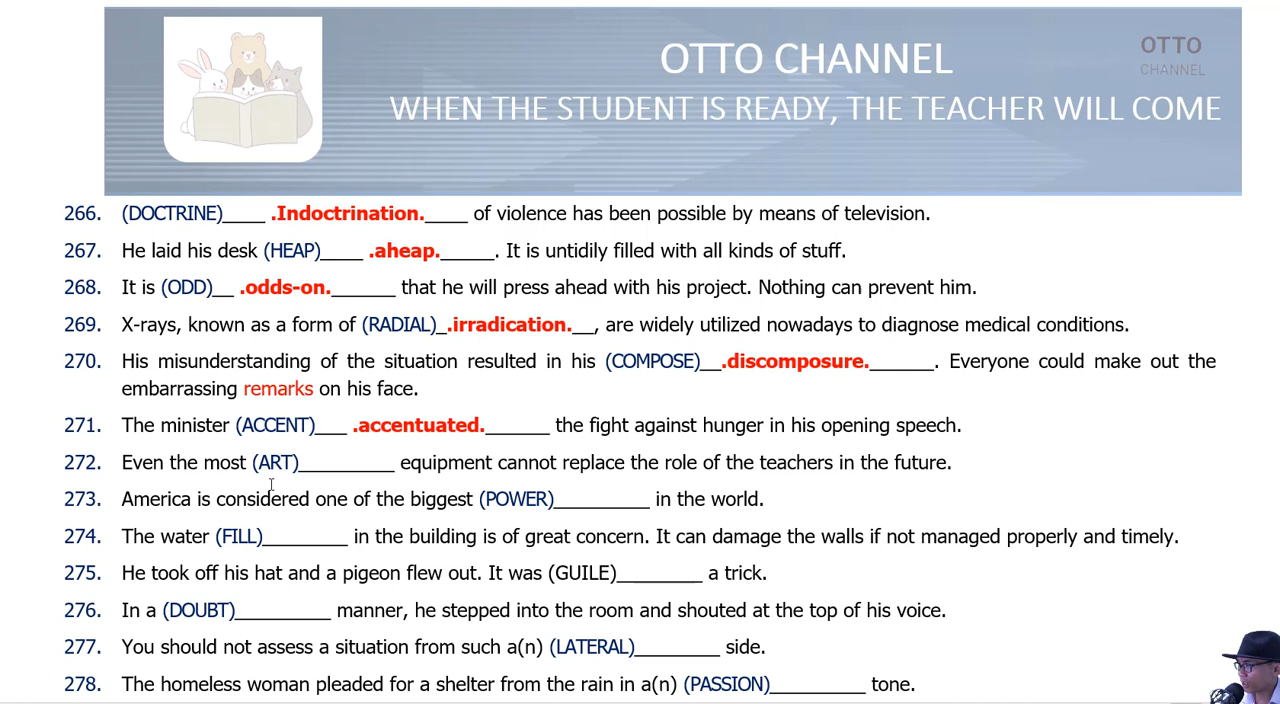 OTTO CHANNEL
OTTO
CHANNEL
WHEN THE STUDENT IS READY, THE TEACHER WILL COME
266. (DOCTRINE)____ .Indoctrination.____ of violence has been possible by means of television.
267. He laid his desk (HEAP)____ .aheap._____. It is untidily filled with all kinds of stuff.
268. It is (ODD)__ .odds-on.______ that he will press ahead with his project. Nothing can prevent him.
269. X-rays, known as a form of (RADIAL)_.irradication.__, are widely utilized nowadays to diagnose medical conditions.
270. His misunderstanding of the situation resulted in his (COMPOSE)__.discomposure.______. Everyone could make out the
embarrassing remarks on his face.
271. The minister (ACCENT)___ .accentuated.______ the fight against hunger in his opening speech.
272. Even the most (ART)_________ equipment cannot replace the role of the teachers in the future.
273. America is considered one of the biggest (POWER)_________ in the world.
274. The water (FILL)________ in the building is of great concern. It can damage the walls if not managed properly and timely.
275. He took off his hat and a pigeon flew out. It was (GUILE)________ a trick.
276. In a (DOUBT)_________ manner, he stepped into the room and shouted at the top of his voice.
277. You should not assess a situation from such a(n) (LATERAL)________ side.
278. The homeless woman pleaded for a shelter from the rain in a(n) (PASSION)_________ tone.